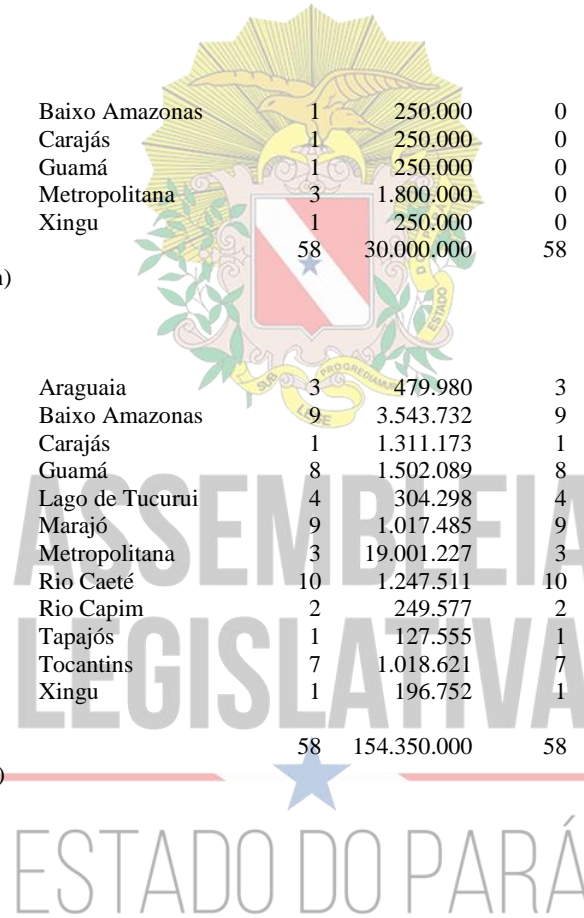 Baixo Amazonas 1 250.000 0
Carajás 1 250.000 0
Guamá 1 250.000 0
Metropolitana 3 1.800.000 0
Xingu 1 250.000 0
58 30.000.000 58
)
SUB LEGE PROGREDIAMUR
ESTADO DO PARÁ
Araguaia 3 479.980 3
Baixo Amazonas 9 3.543.732 9
Carajás 1 1.311.173 1
Guamá 8 1.502.089 8
Lago de Tucurui 4 304.298 4
Marajó 9 1.017.485 9
Metropolitana 3 19.001.227 3
Rio Caeté 10 1.247.511 10
Rio Capim 2 249.577 2
Tapajós 1 127.555 1
Tocantins 7 1.018.621 7
Xingu 1 196.752 1
58 154.350.000 58
)
ASSEMBLEIA
LEGISLATIVA
ESTADO DO PARÁ